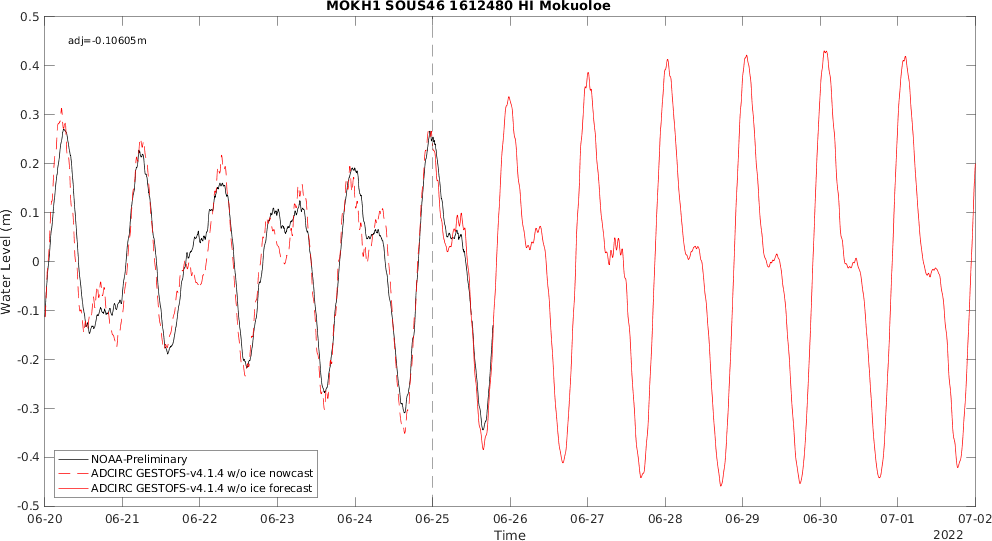 MOKH1 SOUS46 1612480 HI Mokuoloe
adj=-0.10605m
0.5
0.4
0.3
0.2
0.1
0
-0.1
-0.2
-0.3
-0.4
-0.5
Water Level (m)
NOAA-Preliminary
ADCIRC GESTOFS-v4.1.4 w/o ice nowcast
ADCIRC GESTOFS-v4.1.4 w/o ice forecast
06-20 06-21 06-22 06-23 06-24 06-25 06-26 06-27 06-28 06-29 06-30 07-01 07-02
Time
2022